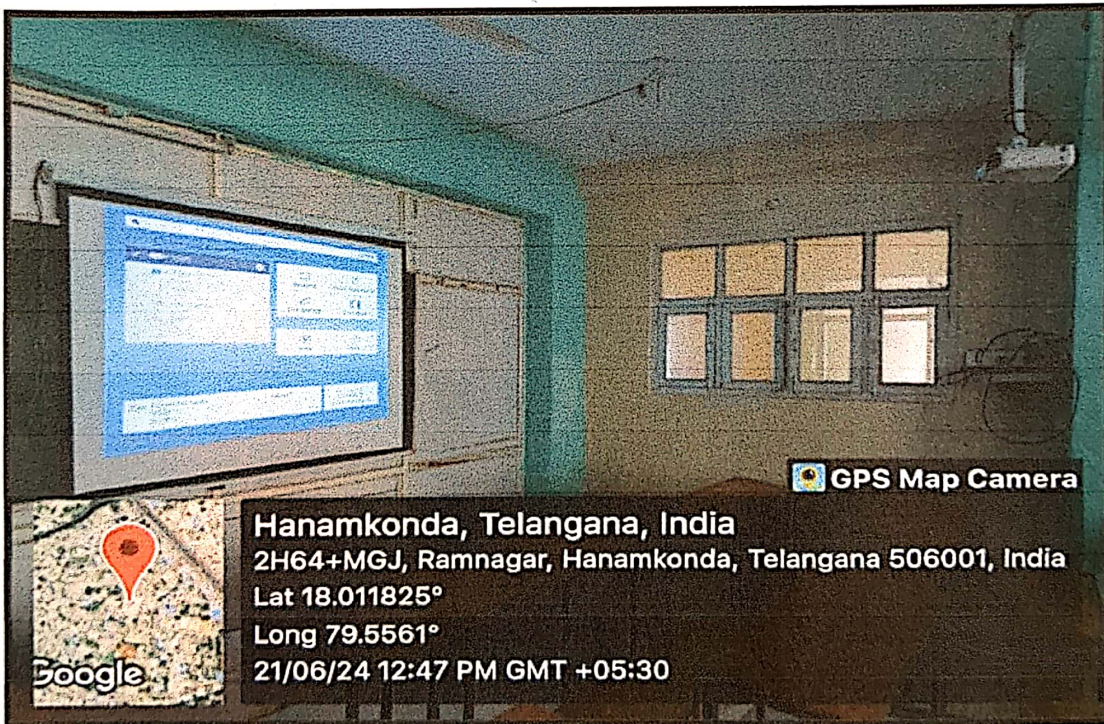 GPS Map Camera
Hanamkonda, Telangana, India
2H64+MGJ, Ramnagar, Hanamkonda, Telangana 506001, India
Lat 18.011825°
Long 79.5561°
21/06/24 12:47 PM GMT +05:30
Google